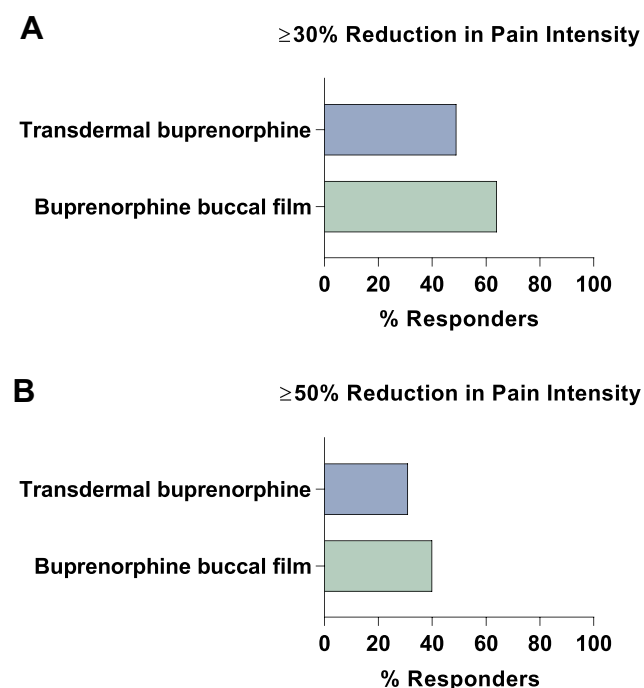 A
≥30% Reduction in Pain Intensity
Transdermal buprenorphine
Buprenorphine buccal film
0 20 40 60 80 100
% Responders
B
≥50% Reduction in Pain Intensity
Transdermal buprenorphine
Buprenorphine buccal film
0 20 40 60 80 100
% Responders